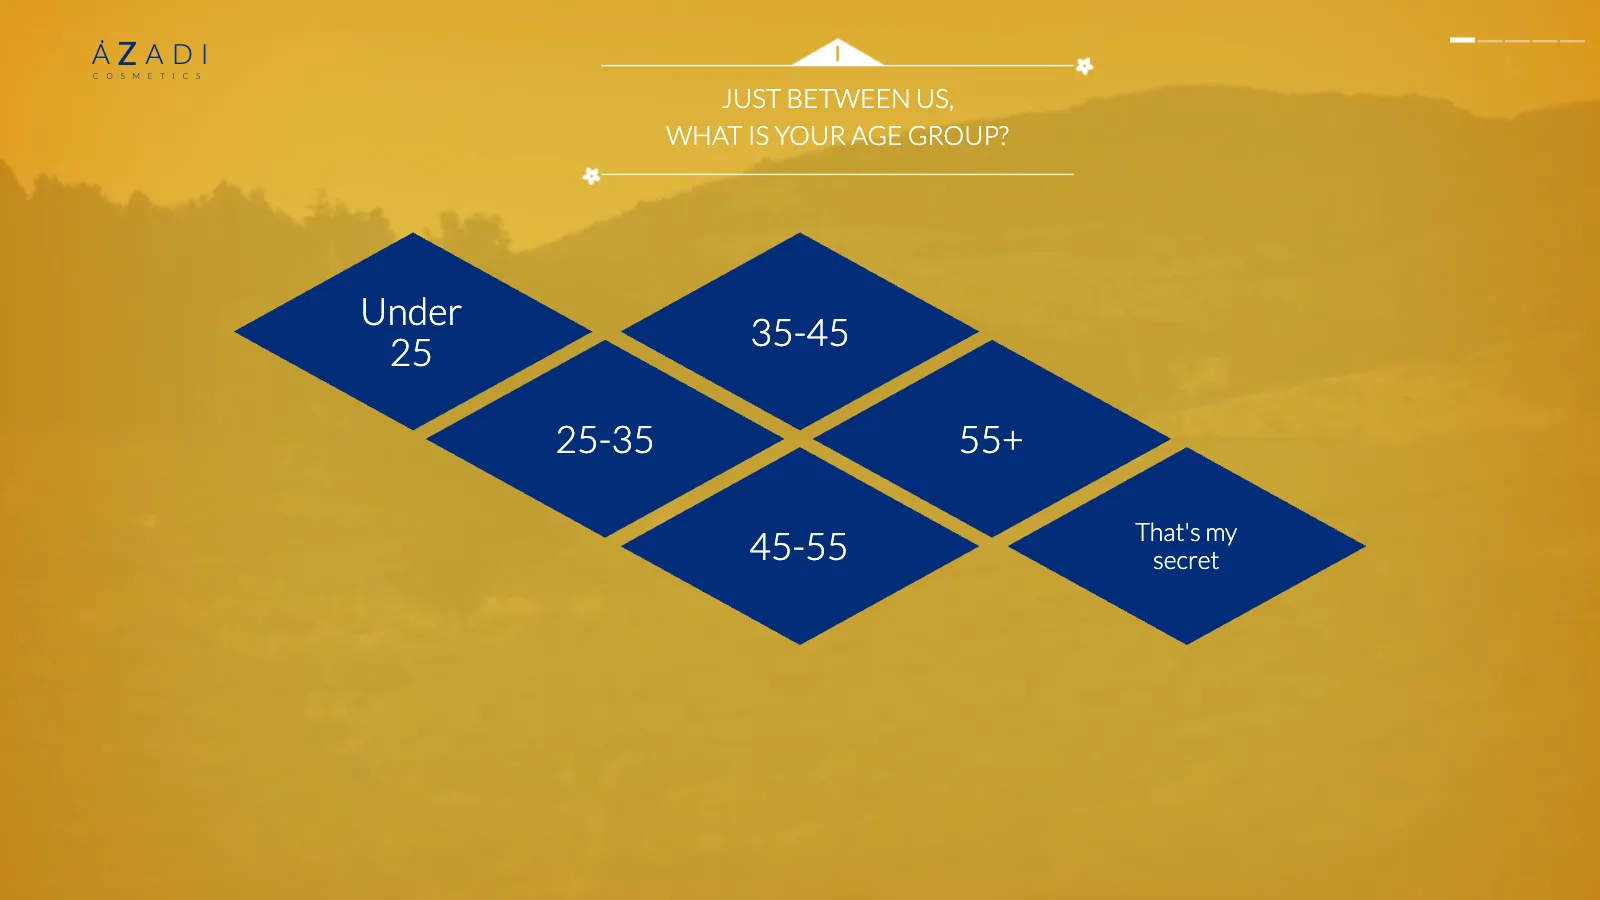 ÁZADI
COSMETICS
I
JUST BETWEEN US,
WHAT IS YOUR AGE GROUP?
Under
25
35-45
25-35
55+
45-55
That's my
secret